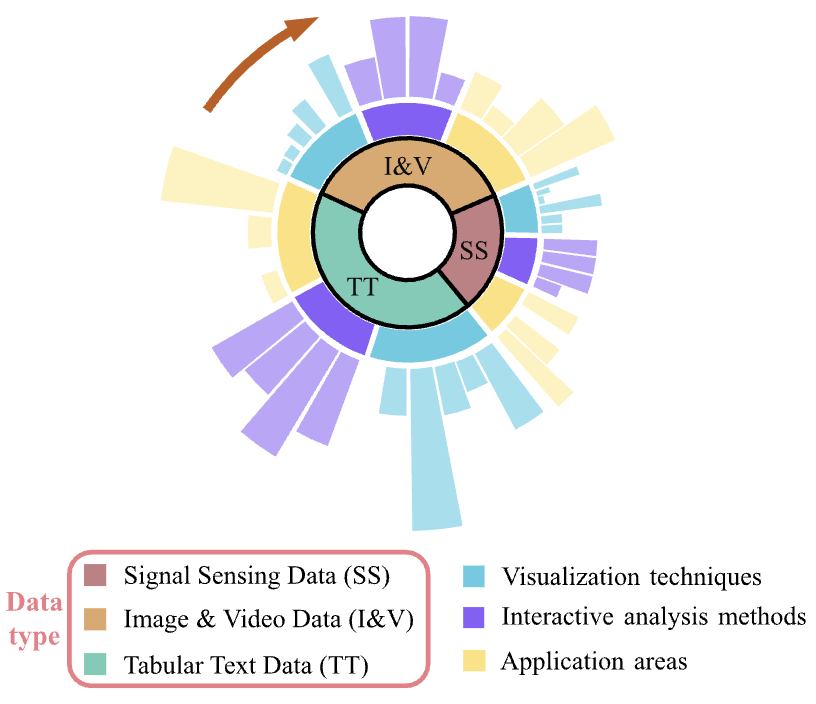 I&V
SS
TT
Data
type
Signal Sensing Data (SS)
Image & Video Data (I&V)
Tabular Text Data (TT)
Visualization techniques
Interactive analysis methods
Application areas